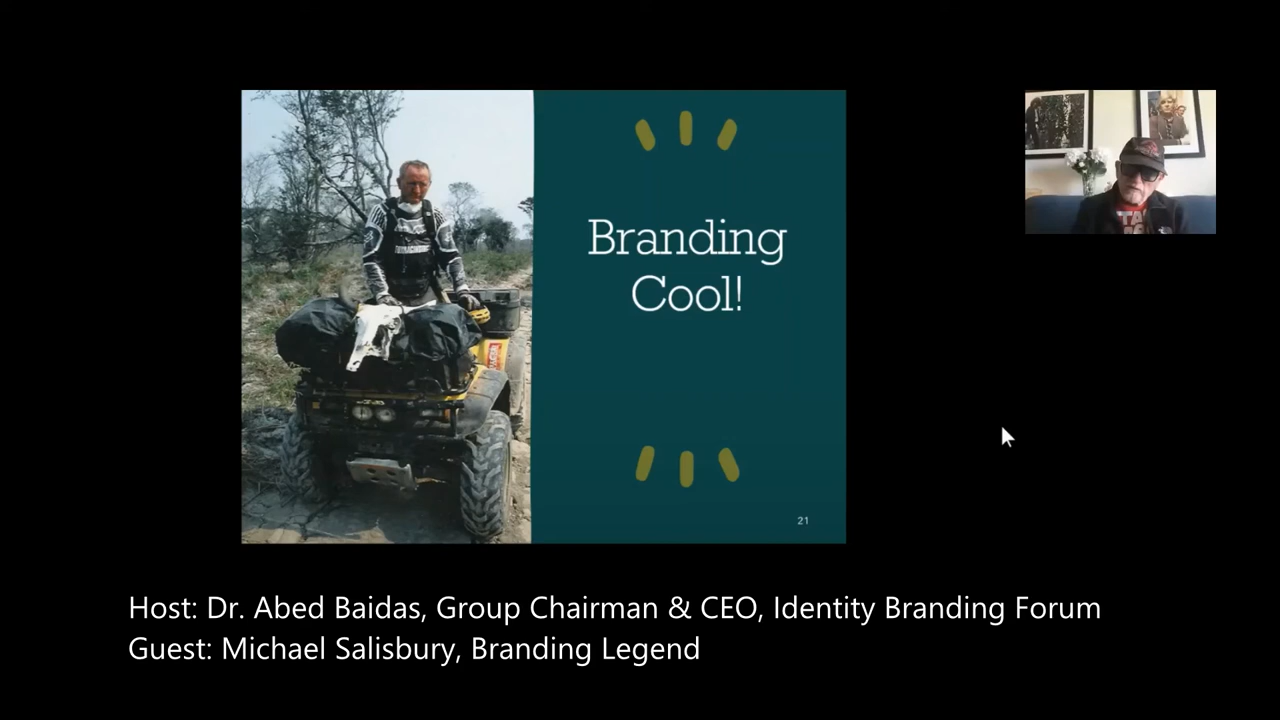 Branding
Cool!
21
Host: Dr. Abed Baidas, Group Chairman & CEO, Identity Branding Forum
Guest: Michael Salisbury, Branding Legend